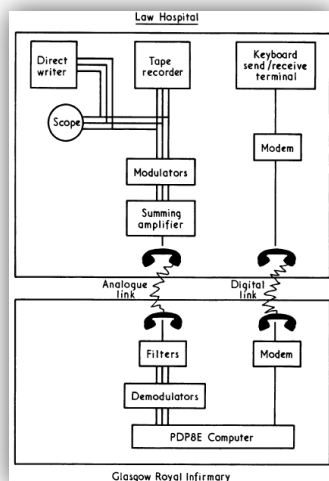 Law Hospital
Direct
writer
Tape
recorder
Keyboard
send/receive
terminal
Scope
Modem
Modulators
Summing
amplifier
Analogue
link
Digital
link
Filters
Modem
Demodulators
PDP8E Computer
Glasgow Royal Infirmary